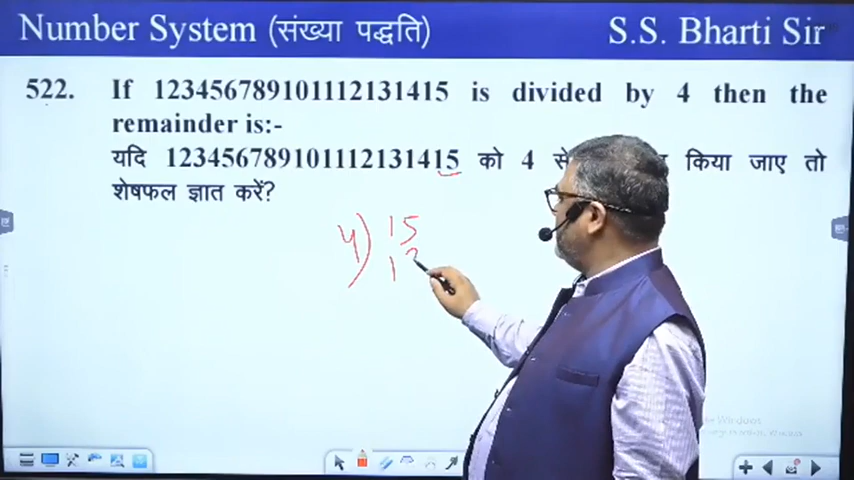 Number System (संख्या पद्धति) S.S. Bharti Sir
522. If 123456789101112131415 is divided by 4 then the
remainder is:-
यदि 123456789101112131415 को 4 से किया जाए तो
शेषफल ज्ञात करें?
4) 15
12